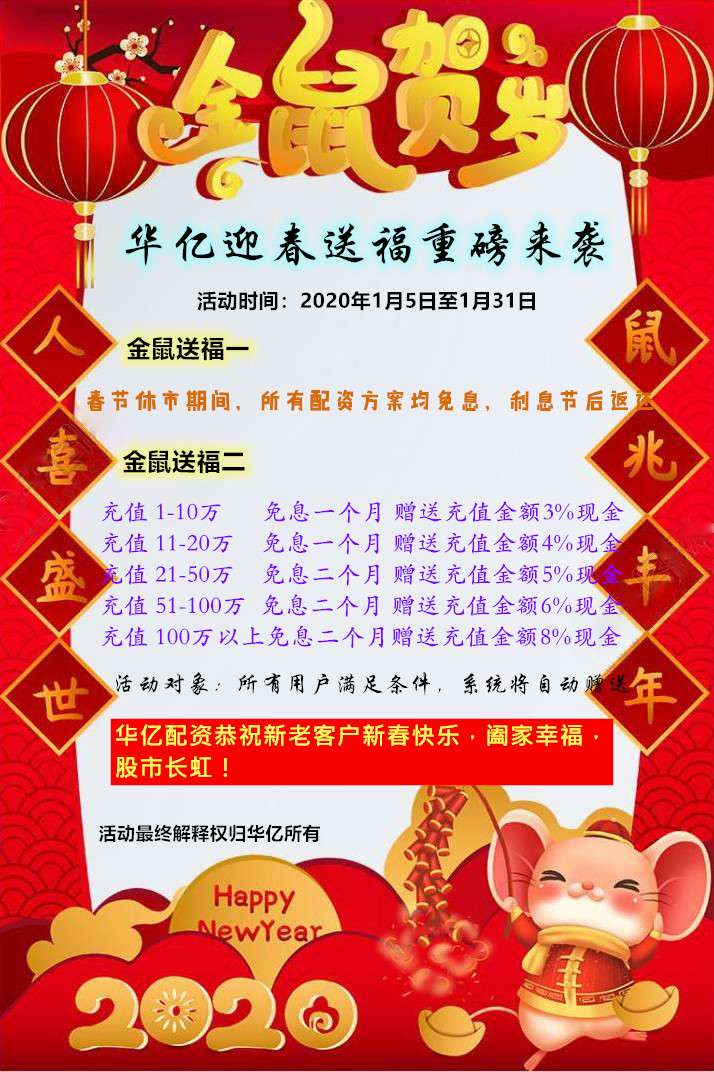 金鼠贺岁
华亿迎春送福重磅来袭
活动时间：2020年1月5日至1月31日
金鼠送福一
春节休市期间，所有配资方案均免息，利息节后返还
金鼠送福二
充值 1-10万 免息一个月 赠送充值金额3%现金
充值 11-20万 免息一个月 赠送充值金额4%现金
充值 21-50万 免息二个月 赠送充值金额5%现金
充值 51-100万 免息二个月 赠送充值金额6%现金
充值 100万以上免息二个月赠送充值金额8%现金
活动对象：所有用户满足条件，系统将自动赠送
华亿配资恭祝新老客户新春快乐，阖家幸福，
股市长虹！
活动最终解释权归华亿所有
鼠兆丰年
人喜盛世
Happy
NewYear
2020